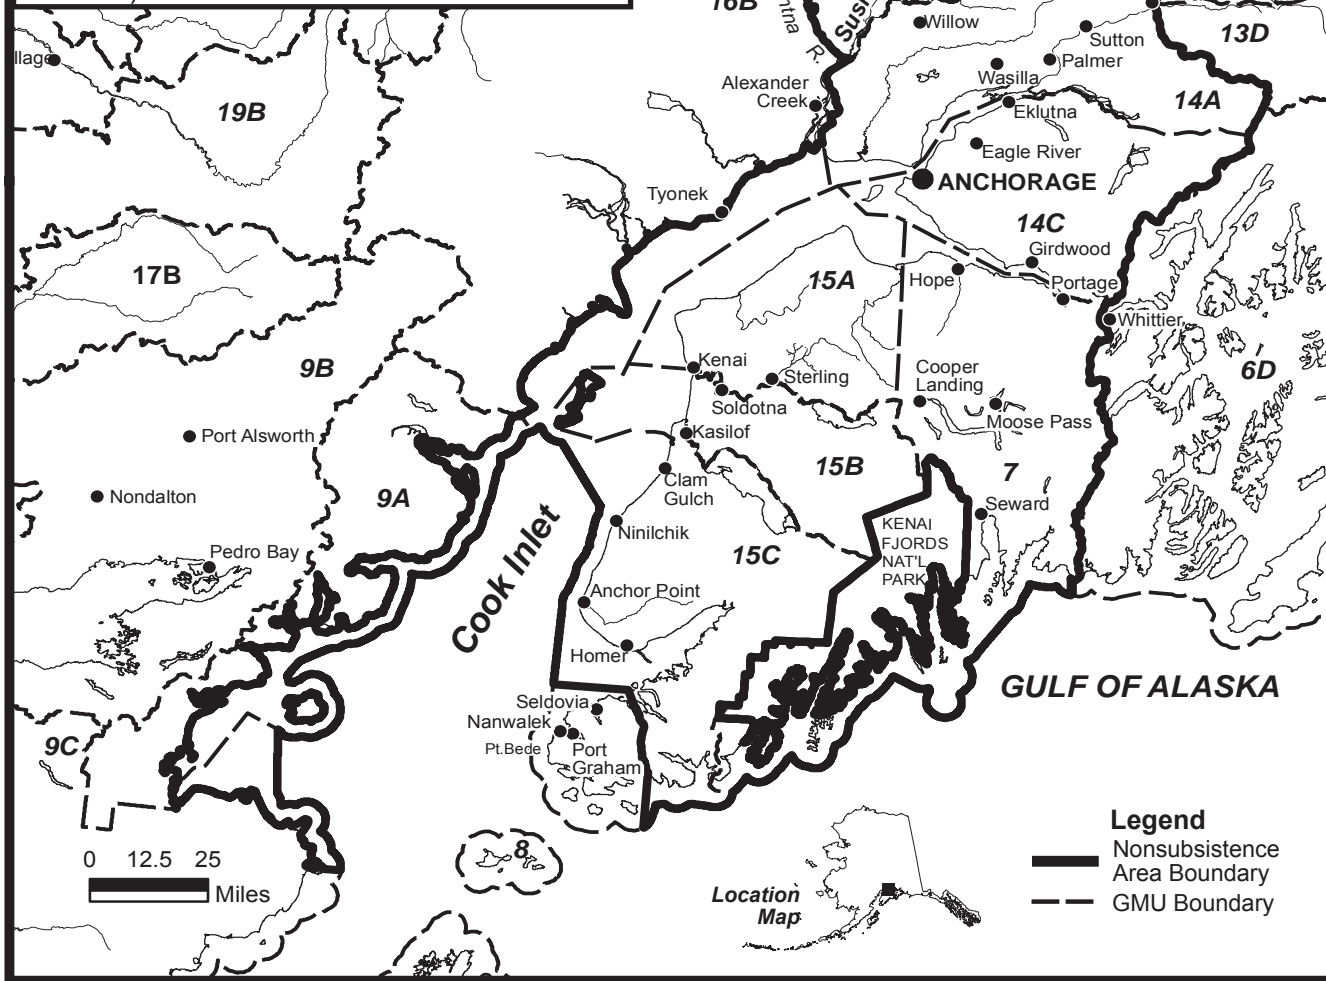 16B
Susi
R.
Willow
Sutton
13D
Palmer
Wasilla
Alexander
Creek
14A
Eklutna
19B
Eagle River
ANCHORAGE
Tyonek
14C
Girdwood
17B
15A
Hope
Portage
Whittier
9B
Kenai
Sterling
Cooper
Landing
6D
Soldotna
Moose Pass
Port Alsworth
Kasilof
15B
7
Clam
Gulch
Nondalton
9A
Seward
KENAI
FJORDS
NAT'L
PARK
Cook Inlet
Ninilchik
Pedro Bay
15C
Anchor Point
Homer
GULF OF ALASKA
Seldovia
Nanwalek
Pt.Bede
Port
Graham
9C
8
0 12.5 25
Miles
Location
Map
Legend
Nonsubsistence
Area Boundary
GMU Boundary